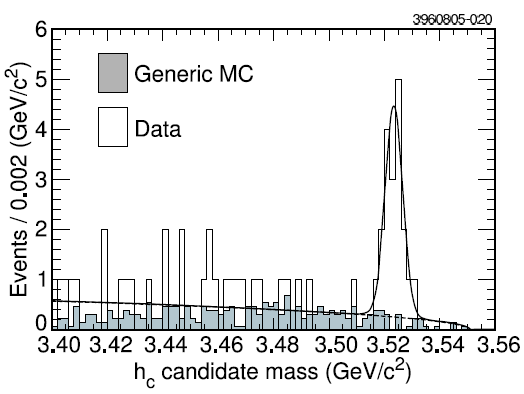 3960805-020
6
5
4
3
2
1
0
Events / 0.002 (GeV/c²)
Generic MC
Data
3.40 3.42 3.44 3.46 3.48 3.50 3.52 3.54 3.56
h_c candidate mass (GeV/c²)